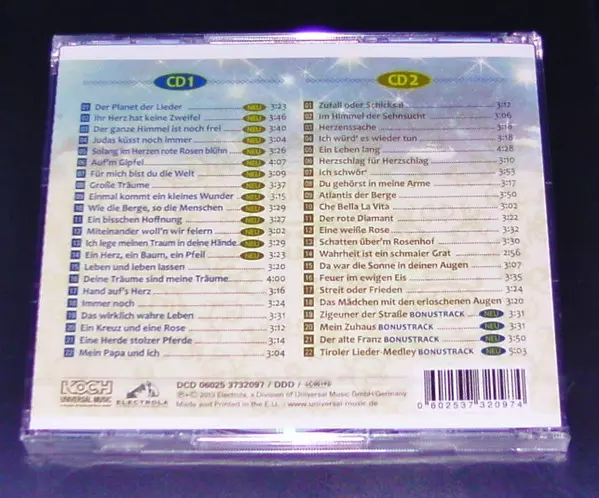 CD 1
01 Der Planet der Lieder NEU 3:23
02 Ihr Herz hat keine Zweifel NEU 3:46
03 Der ganze Himmel ist noch frei NEU 3:40
04 Judas küsst noch immer NEU 3:04
05 Solang im Herzen rote Rosen blühn NEU 3:26
06 Auf'm Gipfel NEU 4:07
07 Für mich bist du die Welt NEU 3:09
08 Große Träume NEU 3:37
09 Einmal kommt ein kleines Wunder NEU 3:15
10 Wie die Berge, so die Menschen NEU 3:29
11 Ein bisschen Hoffnung NEU 3:27
12 Miteinander woll'n wir feiern NEU 3:02
13 Ich lege meinen Traum in deine Hände NEU 3:29
14 Ein Herz, ein Baum, ein Pfeil NEU 3:23
15 Leben und leben lassen 3:20
16 Deine Träume sind meine Träume 4:00
17 Hand auf's Herz 3:16
18 Immer noch 3:24
19 Das wirklich wahre Leben 3:31
20 Ein Kreuz und eine Rose 3:12
21 Eine Herde stolzer Pferde 3:14
22 Mein Papa und ich 3:04
CD 2
01 Zufall oder Schicksal 3:12
02 Im Himmel der Sehnsucht 3:06
03 Herzenssache 3:18
04 Ich würd' es wieder tun 3:18
05 Ein Leben lang 4:28
06 Herzschlag für Herzschlag 3:10
07 Ich schwör' 3:53
08 Du gehörst in meine Arme 3:17
09 Atlantis der Berge 3:50
10 Che Bella La Vita 3:02
11 Der rote Diamant 3:22
12 Eine weiße Rose 3:32
13 Schatten über'm Rosenhof 3:30
14 Wahrheit ist ein schmaler Grat 2:56
15 Da war die Sonne in deinen Augen 3:07
16 Feuer im ewigen Eis 3:35
17 Streit oder Frieden 3:24
18 Das Mädchen mit den erloschenen Augen 3:20
19 Zigeuner der Straße BONUSTRACK NEU 3:31
20 Mein Zuhaus BONUSTRACK NEU 3:31
21 Der alte Franz BONUSTRACK NEU 3:51
22 Tiroler Lieder-Medley BONUSTRACK NEU 5:03
KOCH
UNIVERSAL MUSIC
ELECTROLA
DCD 06025 3732097 / DDD /
℗+© 2013 Electrola, a Division of Universal Music GmbH/Germany
Made and Printed in the E.U. / www.universal-music.de
0 602537 320974